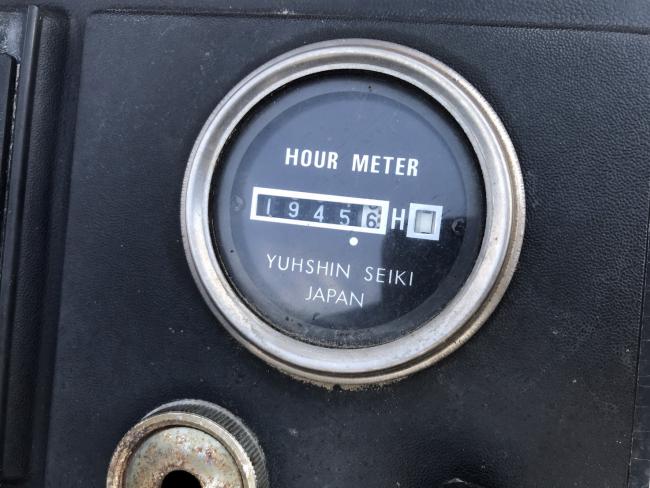 HOUR METER
19456 H
YUHSHIN SEIKI
JAPAN